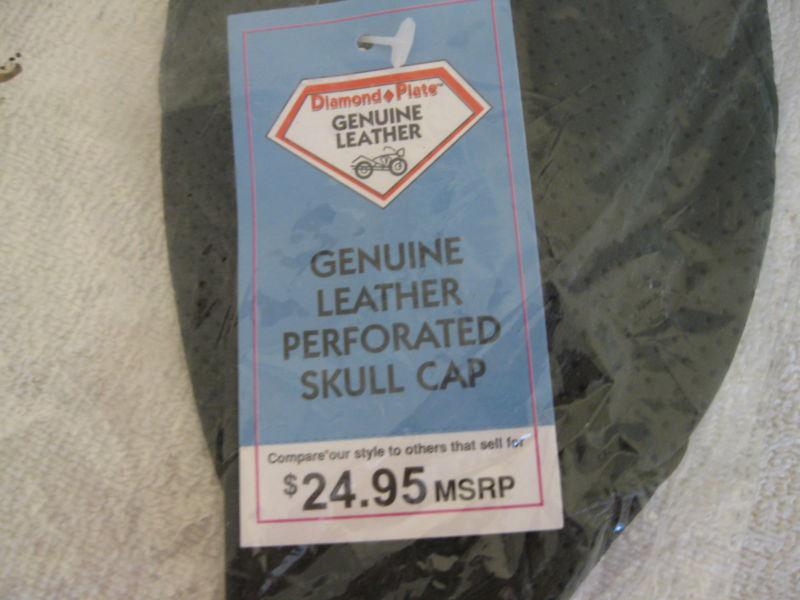 Diamond♦Plate™
GENUINE
LEATHER
GENUINE
LEATHER
PERFORATED
SKULL CAP
Compare our style to others that sell for
$24.95 MSRP